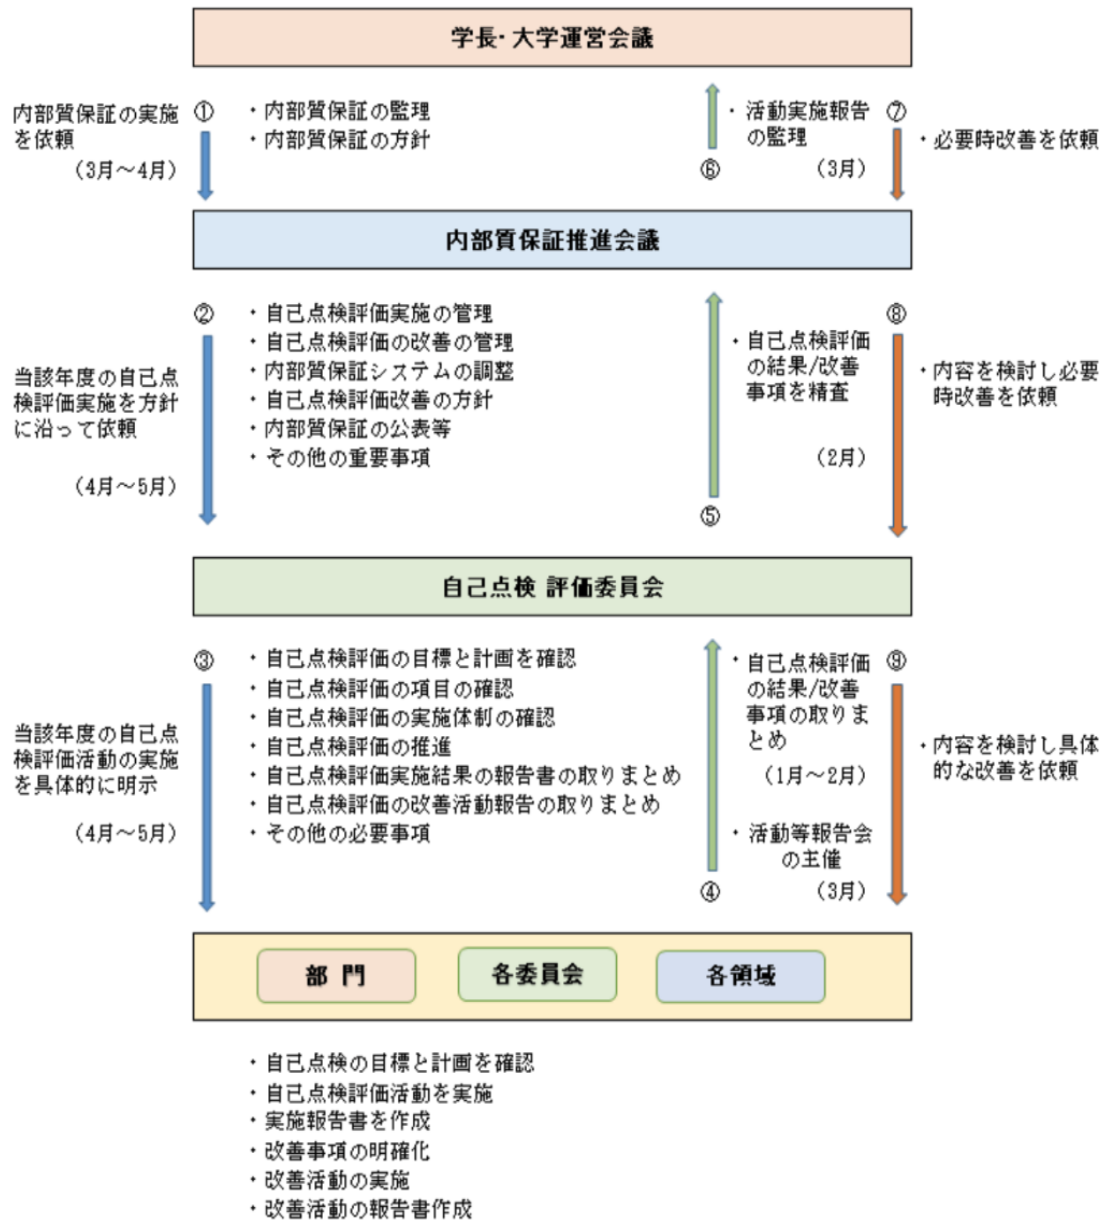 学長・大学運営会議
内部質保証の実施
を依頼
（3月～4月）
①
・内部質保証の監理
・内部質保証の方針
⑥
・活動実施報告
の監理
（3月）
⑦
・必要時改善を依頼
内部質保証推進会議
②
当該年度の自己点
検評価実施を方針
に沿って依頼
（4月～5月）
・自己点検評価実施の管理
・自己点検評価の改善の管理
・内部質保証システムの調整
・自己点検評価改善の方針
・内部質保証の公表等
・その他の重要事項
⑤
・自己点検評価
の結果/改善
事項を精査
（2月）
⑧
・内容を検討し必要
時改善を依頼
自己点検 評価委員会
③
当該年度の自己点
検評価活動の実施
を具体的に明示
（4月～5月）
・自己点検評価の目標と計画を確認
・自己点検評価の項目の確認
・自己点検評価の実施体制の確認
・自己点検評価の推進
・自己点検評価実施結果の報告書の取りまとめ
・自己点検評価の改善活動報告の取りまとめ
・その他の必要事項
④
・自己点検評価
の結果/改善
事項の取りま
とめ
（1月～2月）
・活動等報告会
の主催
（3月）
⑨
・内容を検討し具体
的な改善を依頼
部 門
各委員会
各領域
・自己点検の目標と計画を確認
・自己点検評価活動を実施
・実施報告書を作成
・改善事項の明確化
・改善活動の実施
・改善活動の報告書作成